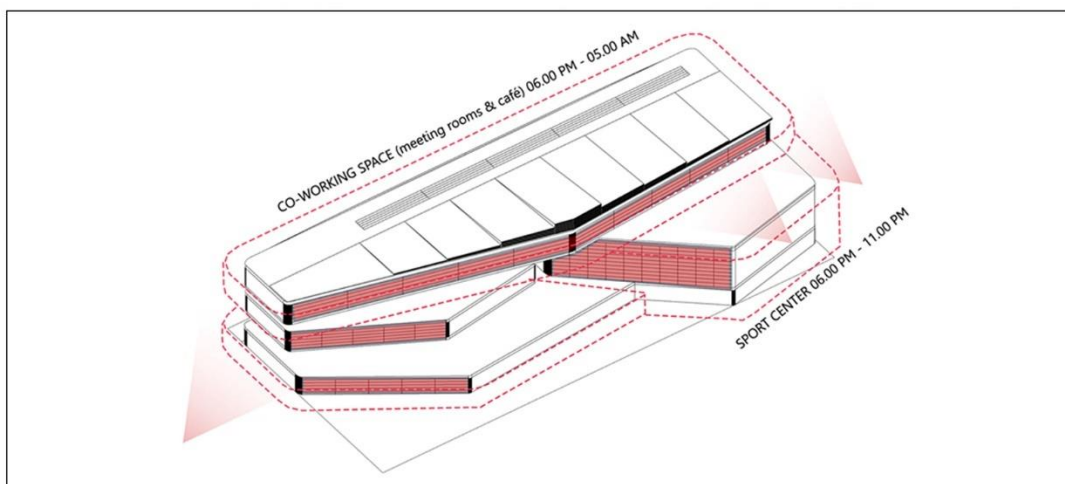 CO-WORKING SPACE (meeting rooms & café) 06.00 PM - 05.00 AM
SPORT CENTER 06.00 PM - 11.00 PM